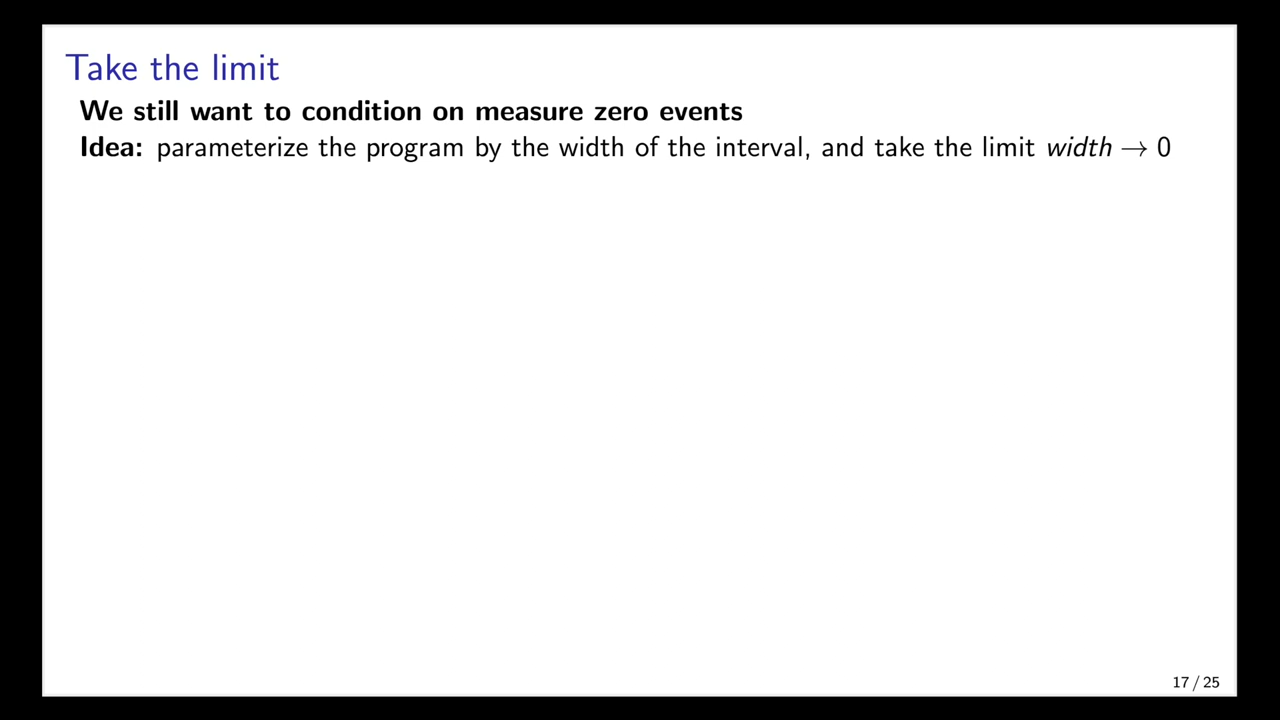 Take the limit
We still want to condition on measure zero events
Idea: parameterize the program by the width of the interval, and take the limit width → 0
17 / 25